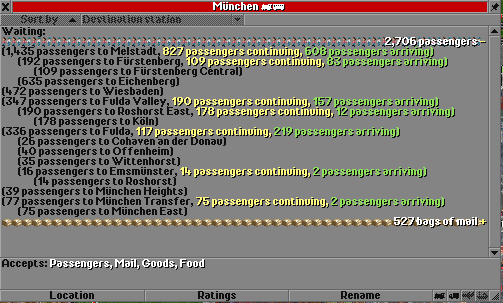 München
Sort by Destination station
Waiting:
2,706 passengers -
(1,435 passengers to Melstadt, 827 passengers continuing, 608 passengers arriving)
(192 passengers to Fürstenberg, 109 passengers continuing, 83 passengers arriving)
(109 passengers to Fürstenberg Central)
(635 passengers to Eichenberg)
(472 passengers to Wiesbaden)
(347 passengers to Fulda Valley, 190 passengers continuing, 157 passengers arriving)
(190 passengers to Roshorst East, 178 passengers continuing, 12 passengers arriving)
(178 passengers to Köln)
(336 passengers to Fulda, 117 passengers continuing, 219 passengers arriving)
(26 passengers to Cohaven an der Donau)
(40 passengers to Offenheim)
(35 passengers to Wittenhorst)
(16 passengers to Emsmünster, 14 passengers continuing, 2 passengers arriving)
(14 passengers to Roshorst)
(39 passengers to München Heights)
(77 passengers to München Transfer, 75 passengers continuing, 2 passengers arriving)
(75 passengers to München East)
527 bags of mail +
Accepts: Passengers, Mail, Goods, Food
Location Ratings Rename